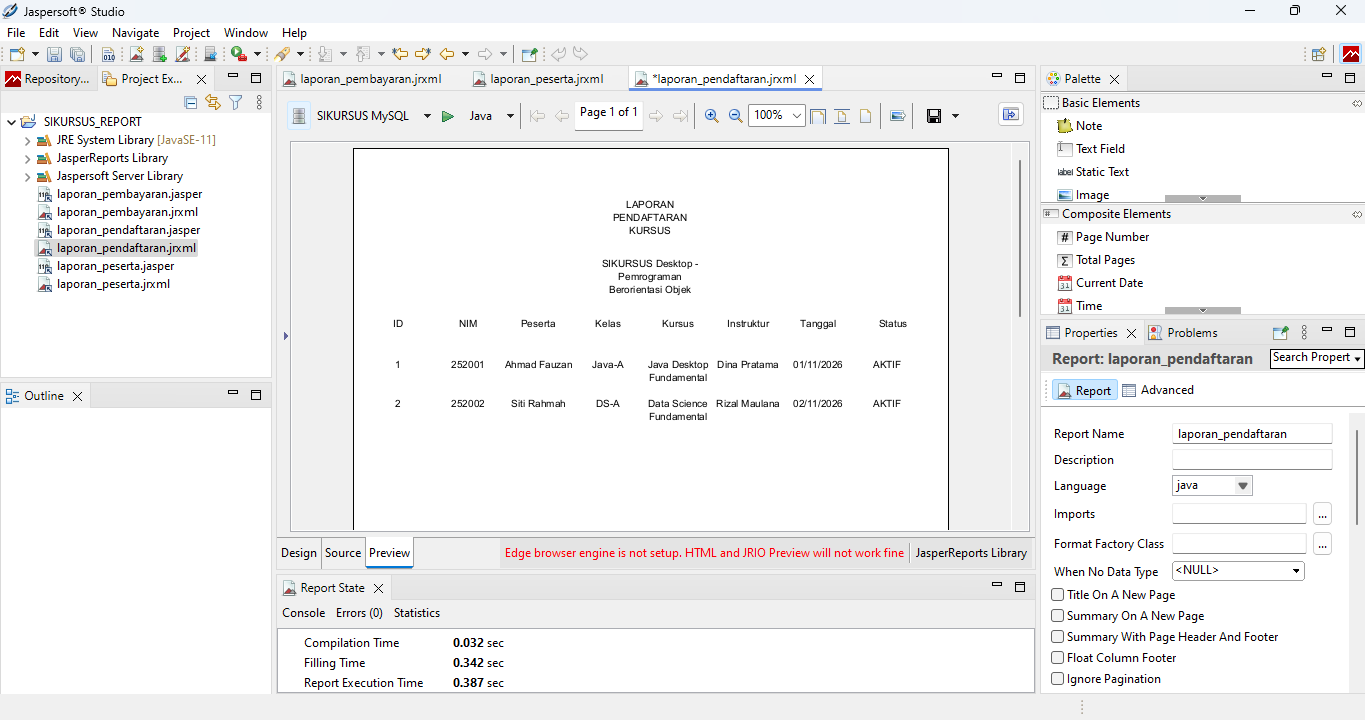 Jaspersoft® Studio
File Edit View Navigate Project Window Help
Repository... Project Ex...
SIKURSUS_REPORT
JRE System Library [JavaSE-11]
JasperReports Library
Jaspersoft Server Library
laporan_pembayaran.jasper
laporan_pembayaran.jrxml
laporan_pendaftaran.jasper
laporan_pendaftaran.jrxml
laporan_peserta.jasper
laporan_peserta.jrxml
Outline
laporan_pembayaran.jrxml laporan_peserta.jrxml *laporan_pendaftaran.jrxml
SIKURSUS MySQL Java Page 1 of 1 100%
LAPORAN
PENDAFTARAN
KURSUS
SIKURSUS Desktop -
Pemrograman
Berorientasi Objek
ID NIM Peserta Kelas Kursus Instruktur Tanggal Status
1 252001 Ahmad Fauzan Java-A Java Desktop Dina Pratama 01/11/2026 AKTIF
Fundamental
2 252002 Siti Rahmah DS-A Data Science Rizal Maulana 02/11/2026 AKTIF
Fundamental
Design Source Preview Edge browser engine is not setup. HTML and JRIO Preview will not work fine JasperReports Library
Report State
Console Errors (0) Statistics
Compilation Time 0.032 sec
Filling Time 0.342 sec
Report Execution Time 0.387 sec
Palette
Basic Elements
Note
Text Field
label Static Text
Image
Composite Elements
# Page Number
Σ Total Pages
31 Current Date
31 Time
Properties Problems
Report: laporan_pendaftaran Search Propert
Report Advanced
Report Name laporan_pendaftaran
Description
Language java
Imports ...
Format Factory Class ...
When No Data Type <NULL>
Title On A New Page
Summary On A New Page
Summary With Page Header And Footer
Float Column Footer
Ignore Pagination